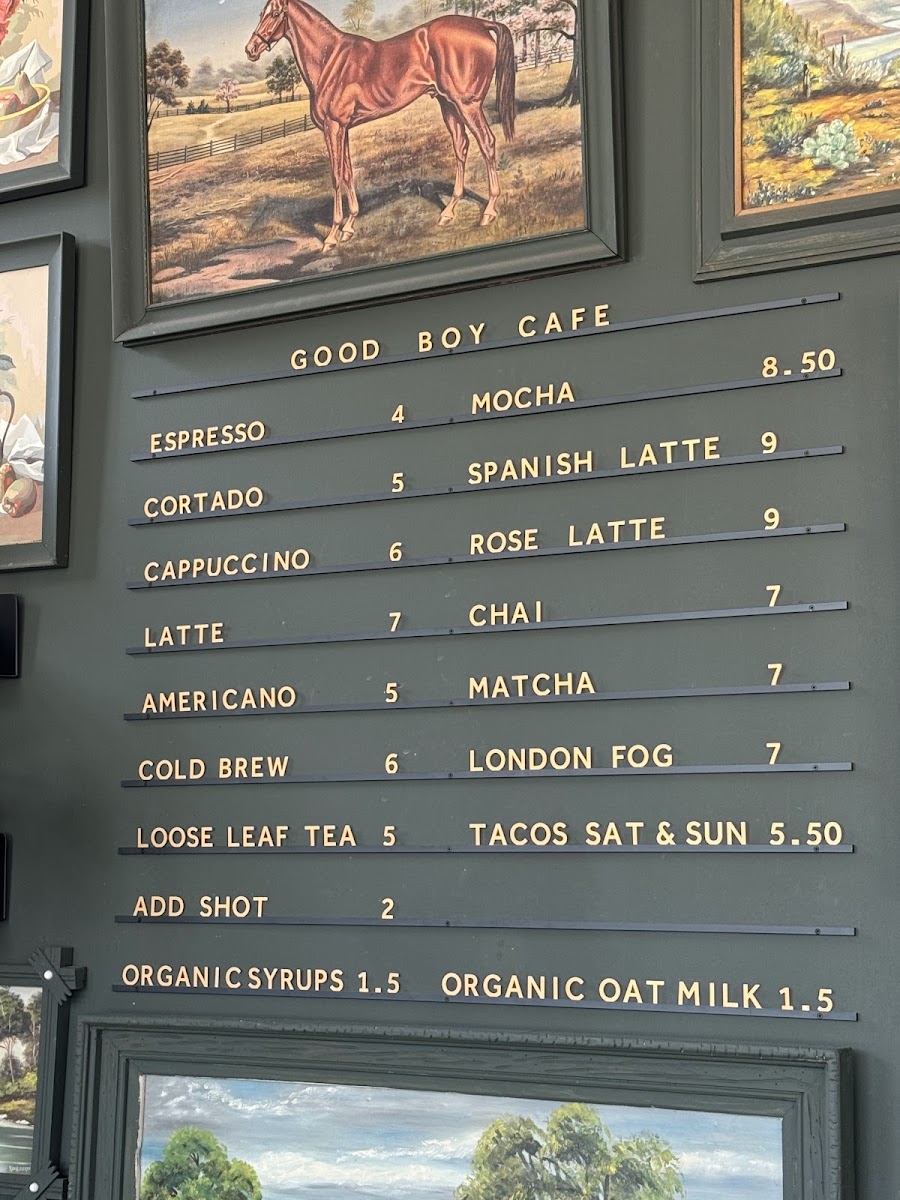 GOOD BOY CAFE
ESPRESSO 4 MOCHA 8.50
CORTADO 5 SPANISH LATTE 9
CAPPUCCINO 6 ROSE LATTE 9
LATTE 7 CHAI 7
AMERICANO 5 MATCHA 7
COLD BREW 6 LONDON FOG 7
LOOSE LEAF TEA 5 TACOS SAT & SUN 5.50
ADD SHOT 2
ORGANIC SYRUPS 1.5 ORGANIC OAT MILK 1.5